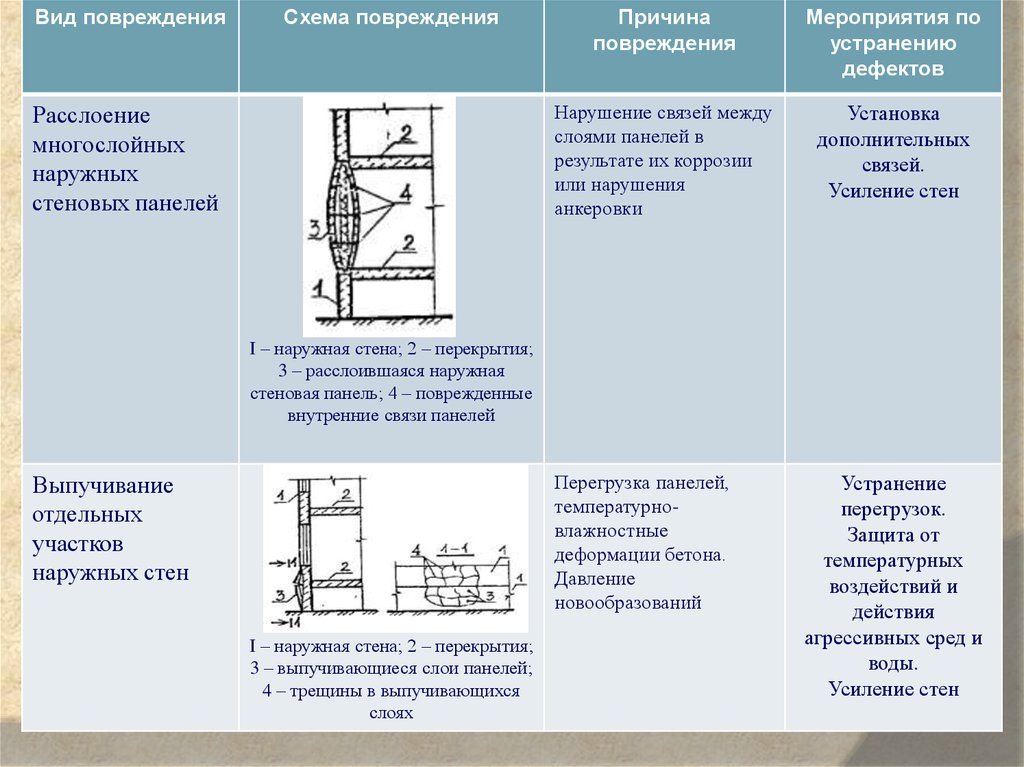 Вид повреждения
Схема повреждения
Причина
повреждения
Мероприятия по
устранению
дефектов
Расслоение
многослойных
наружных
стеновых панелей
2
4
3
2
1
I – наружная стена; 2 – перекрытия;
3 – расслоившаяся наружная
стеновая панель; 4 – поврежденные
внутренние связи панелей
Нарушение связей между
слоями панелей в
результате их коррозии
или нарушения
анкеровки
Установка
дополнительных
связей.
Усиление стен
Выпучивание
отдельных
участков
наружных стен
1
2
11
2
3
11
4
1–1
1
1
3
I – наружная стена; 2 – перекрытия;
3 – выпучивающиеся слои панелей;
4 – трещины в выпучивающихся
слоях
Перегрузка панелей,
температурно-
влажностные
деформации бетона.
Давление
новообразований
Устранение
перегрузок.
Защита от
температурных
воздействий и
действия
агрессивных сред и
воды.
Усиление стен